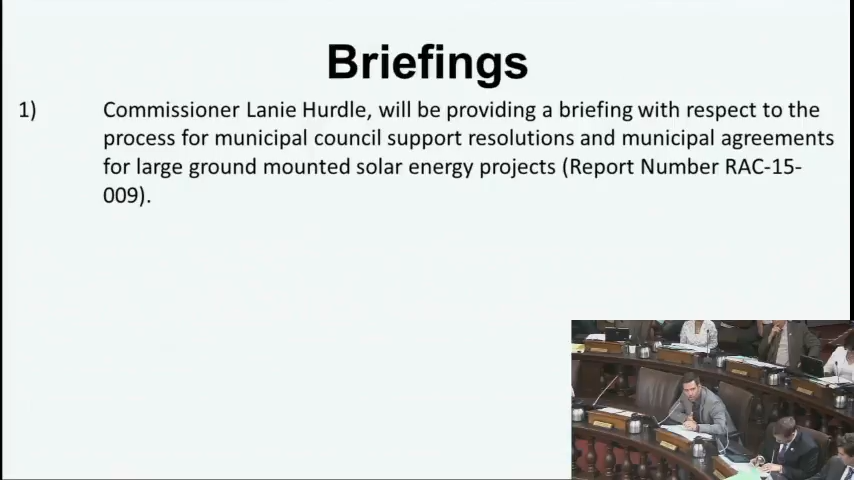 Briefings
1) Commissioner Lanie Hurdle, will be providing a briefing with respect to the
process for municipal council support resolutions and municipal agreements
for large ground mounted solar energy projects (Report Number RAC-15-
009).